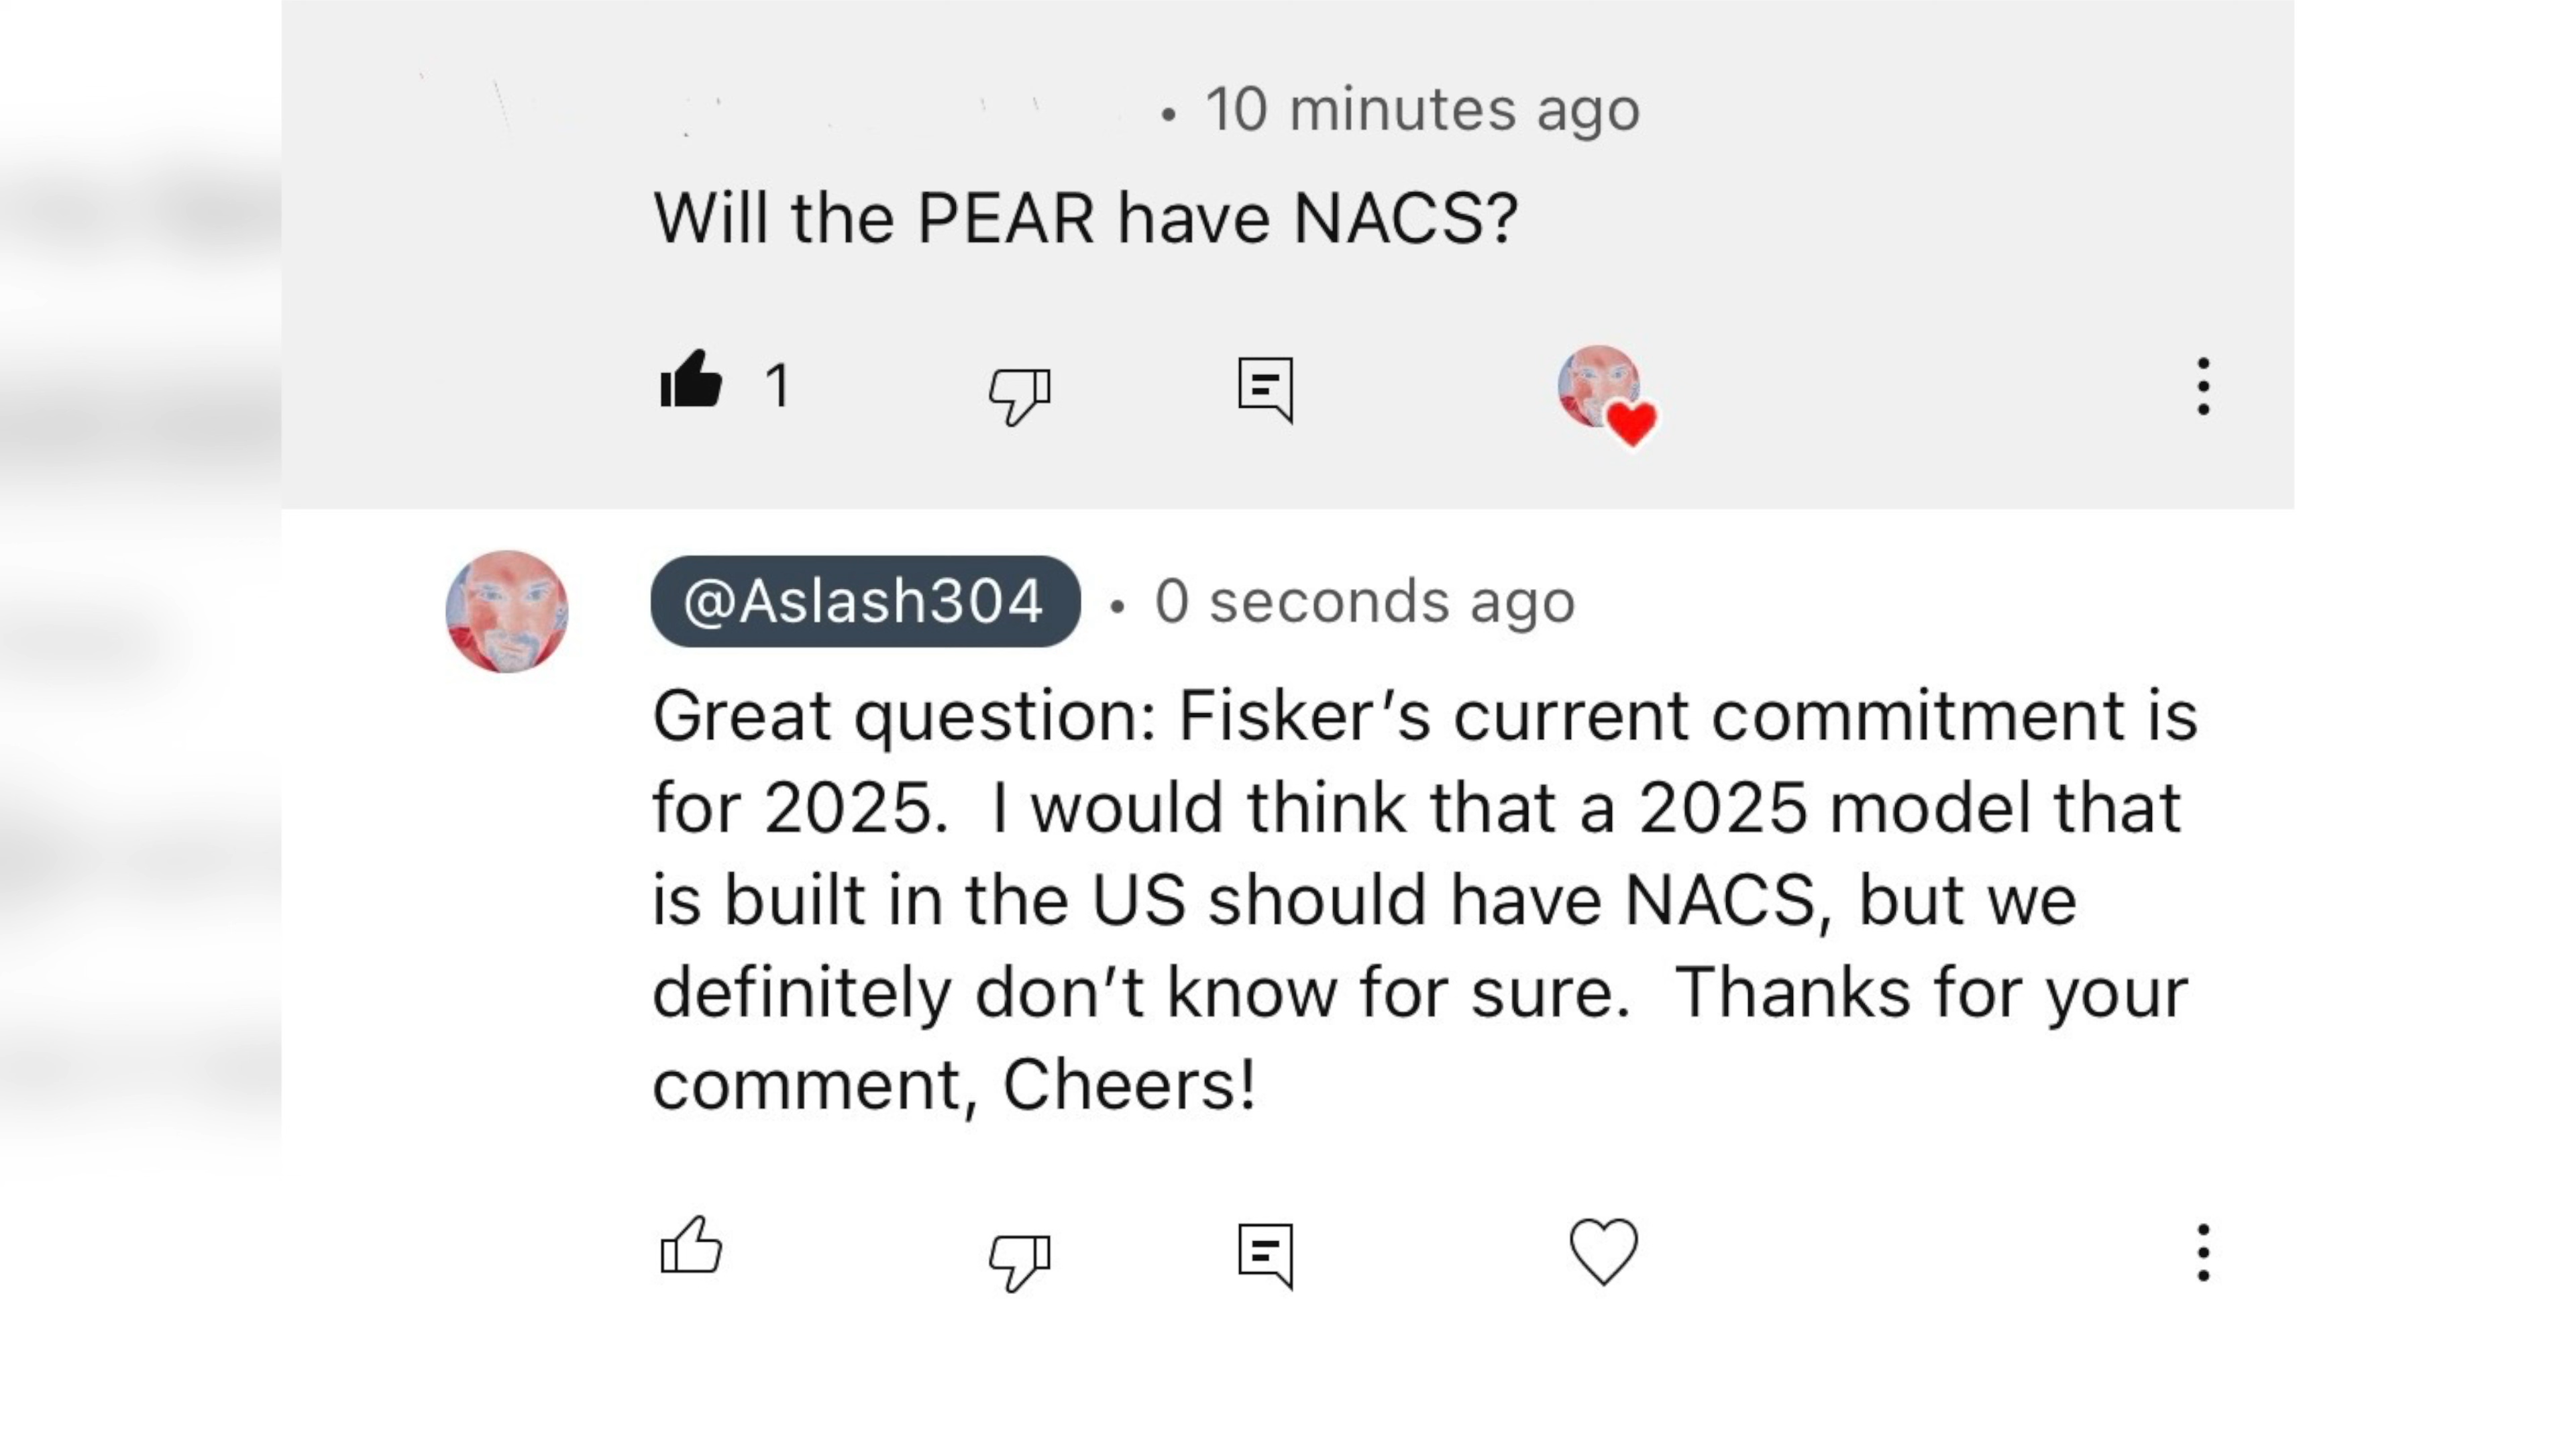 • 10 minutes ago
Will the PEAR have NACS?
1
@Aslash304 • 0 seconds ago
Great question: Fisker’s current commitment is
for 2025.  I would think that a 2025 model that
is built in the US should have NACS, but we
definitely don’t know for sure.  Thanks for your
comment, Cheers!